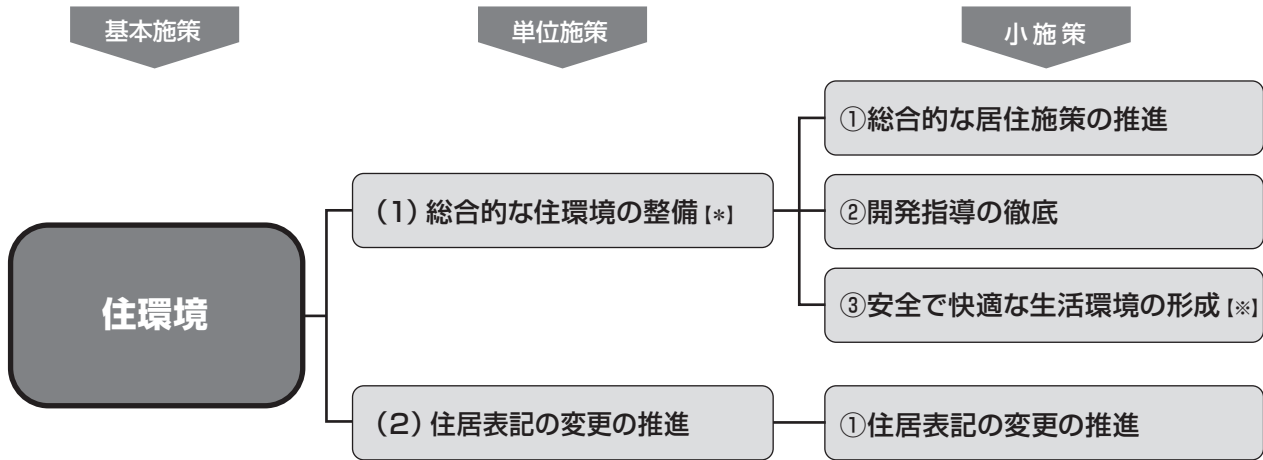 基本施策
単位施策
小施策
住環境
(1)総合的な住環境の整備【*】
①総合的な居住施策の推進
②開発指導の徹底
③安全で快適な生活環境の形成【※】
(2)住居表記の変更の推進
①住居表記の変更の推進